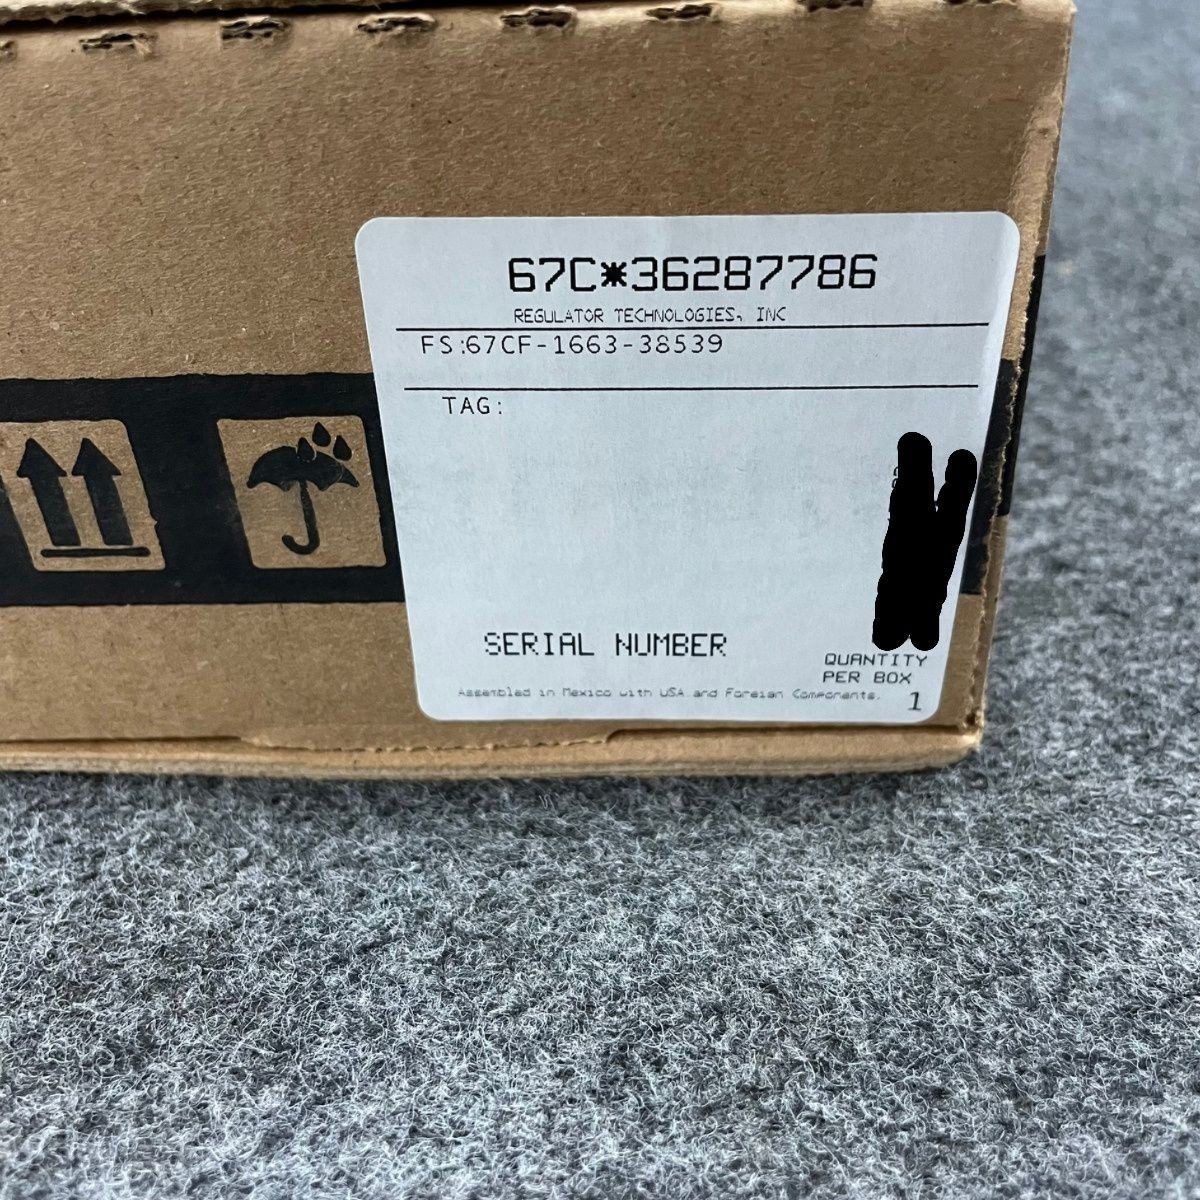 67C*36287786
REGULATOR TECHNOLOGIES, INC
FS:67CF-1663-38539
TAG:
SERIAL NUMBER
QUANTITY
PER BOX
1
Assembled in Mexico with USA and Foreign Components.